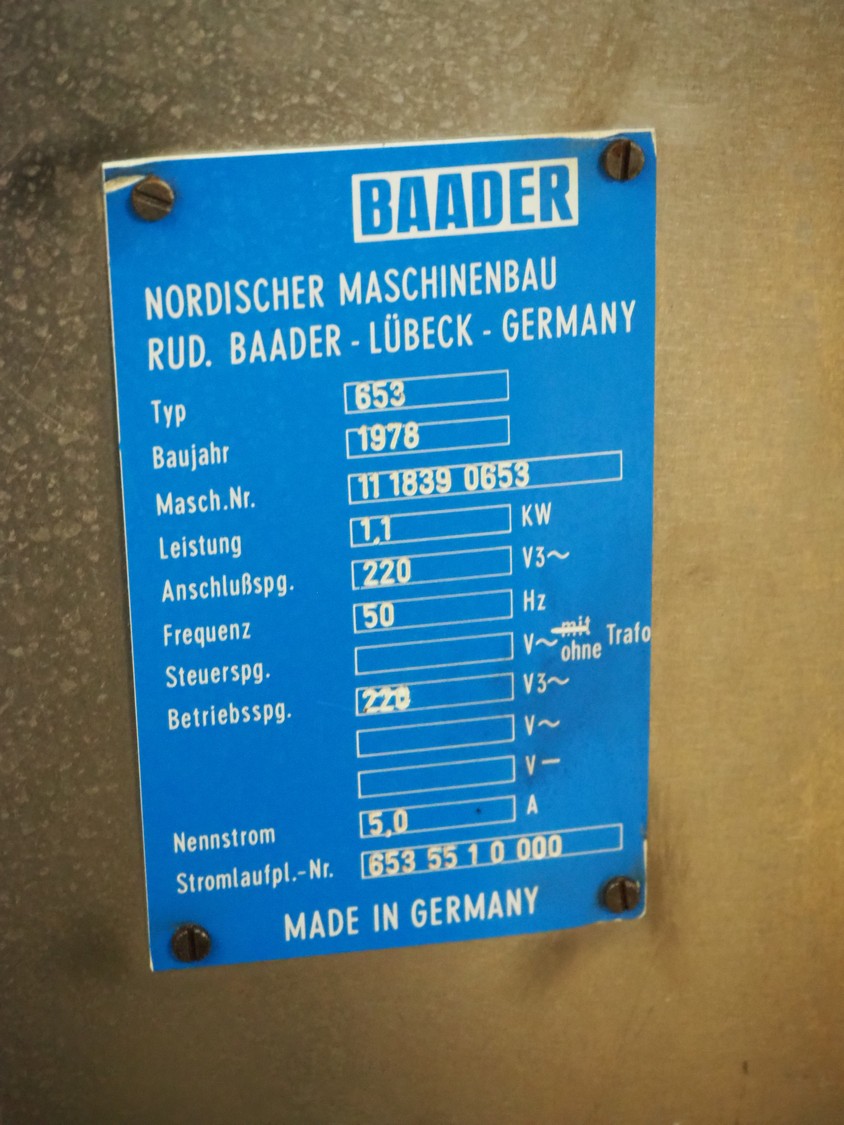 BAADER
NORDISCHER MASCHINENBAU
RUD. BAADER - LÜBECK - GERMANY
Typ 653
Baujahr 1978
Masch.Nr. 11 1839 0653
Leistung 1,1 KW
Anschlußspg. 220 V3~
Frequenz 50 Hz
Steuerspg. V~ mit ohne Trafo
Betriebsspg. 220 V3~
V~
V—
Nennstrom 5,0 A
Stromlaufpl.-Nr. 653 55 1 0 000
MADE IN GERMANY